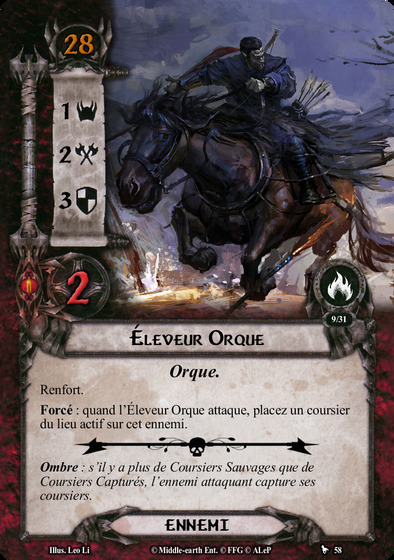 28
1
2
3
2
9/31
Éleveur Orque
Orque.
Renfort.
Forcé : quand l'Éleveur Orque attaque, placez un coursier
du lieu actif sur cet ennemi.
Ombre : s'il y a plus de Coursiers Sauvages que de
Coursiers Capturés, l'ennemi attaquant capture ses
coursiers.
ENNEMI
Illus. Leo Li
© Middle-earth Ent. © FFG © ALeP
58